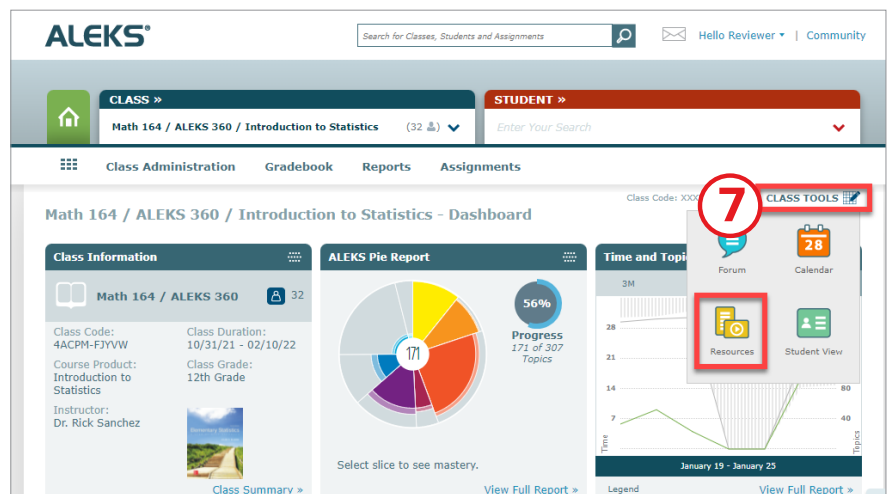 ALEKS®
Search for Classes, Students and Assignments
Hello Reviewer | Community
CLASS »
Math 164 / ALEKS 360 / Introduction to Statistics (32)
STUDENT »
Enter Your Search
Class Administration Gradebook Reports Assignments
Class Code: XXX
CLASS TOOLS
7
Math 164 / ALEKS 360 / Introduction to Statistics - Dashboard
Forum
28
Calendar
Resources
Student View
Class Information
Math 164 / ALEKS 360 32
Class Code:
4ACPM-FJYVW
Class Duration:
10/31/21 - 02/10/22
Course Product:
Introduction to
Statistics
Class Grade:
12th Grade
Instructor:
Dr. Rick Sanchez
Elementary Statistics
Class Summary »
ALEKS Pie Report
171
56%
Progress
171 of 307
Topics
Select slice to see mastery.
View Full Report »
Time and Topi
3M
28
21
14
7
80
40
Time
Topics
January 19 - January 25
Legend
View Full Report »